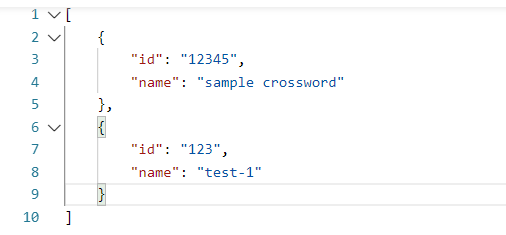 1 [
2 {
3 "id": "12345",
4 "name": "sample crossword"
5 },
6 {
7 "id": "123",
8 "name": "test-1"
9 }
10 ]